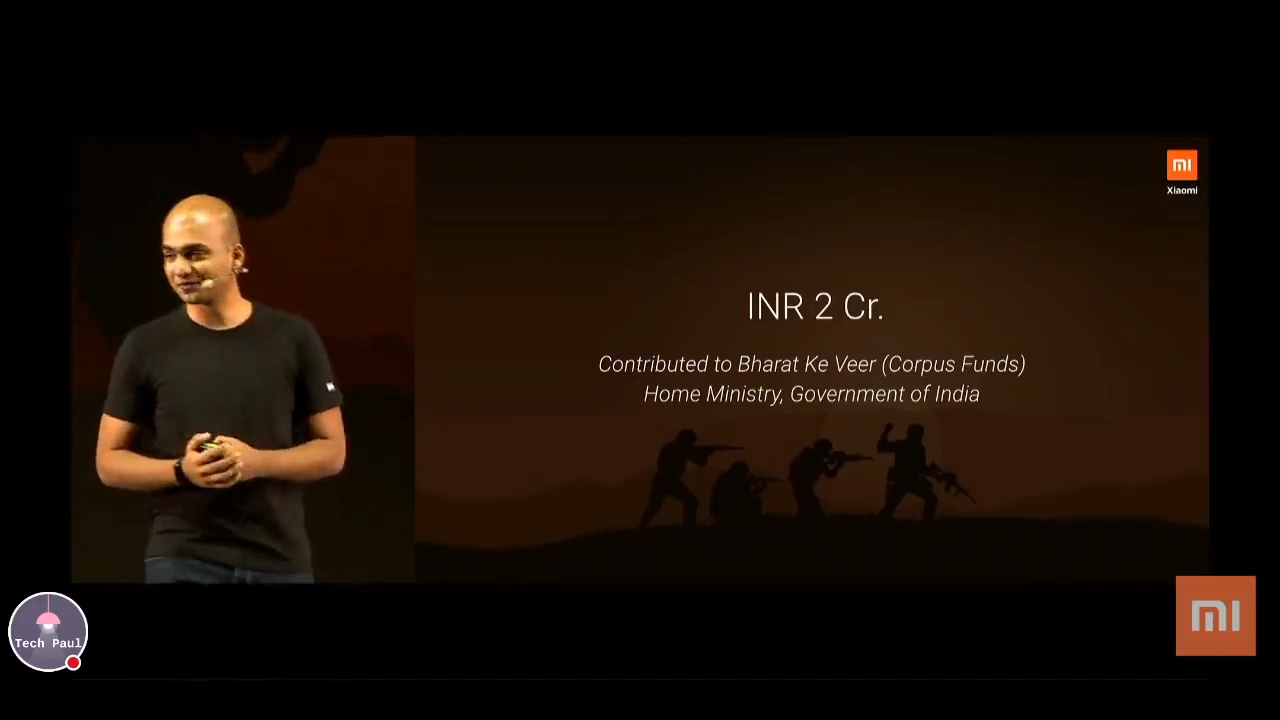 mi
Xiaomi
INR 2 Cr.
Contributed to Bharat Ke Veer (Corpus Funds)
Home Ministry, Government of India
Tech Paul
mi